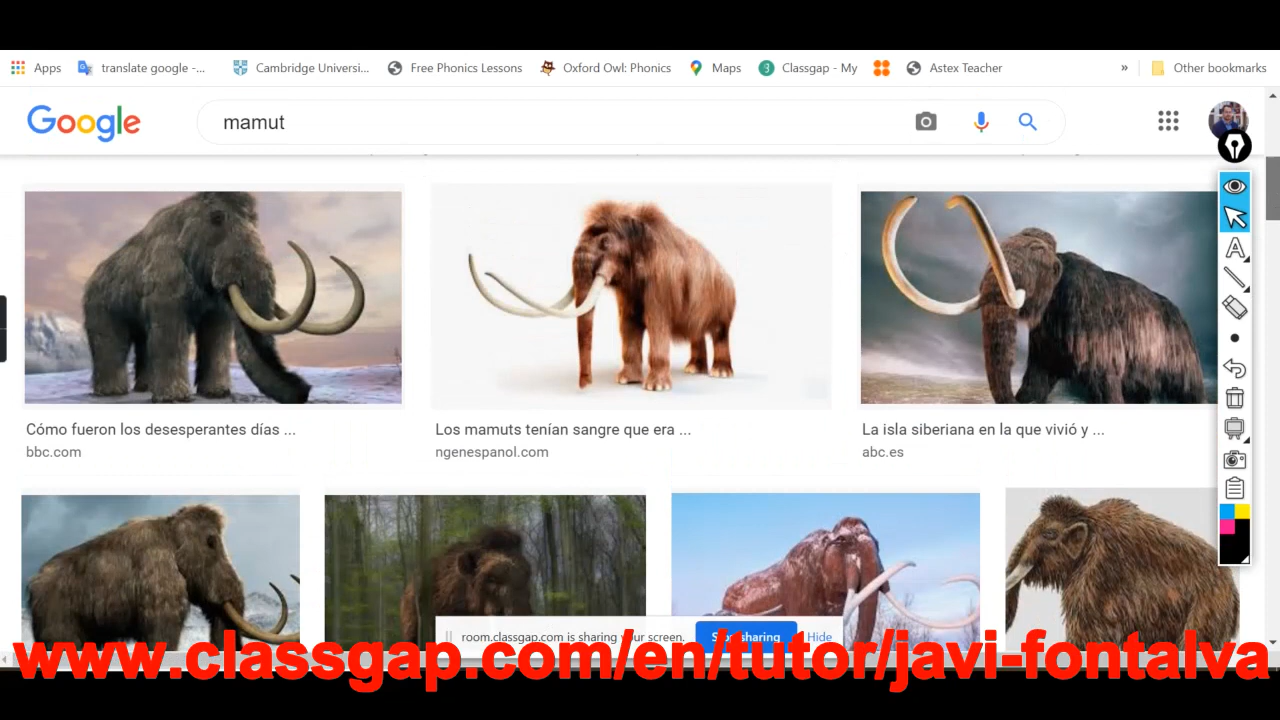 Apps translate google -... Cambridge Universi... Free Phonics Lessons Oxford Owl: Phonics Maps Classgap - My Astex Teacher » Other bookmarks
Google mamut
Cómo fueron los desesperantes días ... Los mamuts tenían sangre que era ... La isla siberiana en la que vivió y ...
bbc.com ngenespanol.com abc.es
room.classgap.com is sharing your screen. Stop sharing Hide
www.classgap.com/en/tutor/javi-fontalva